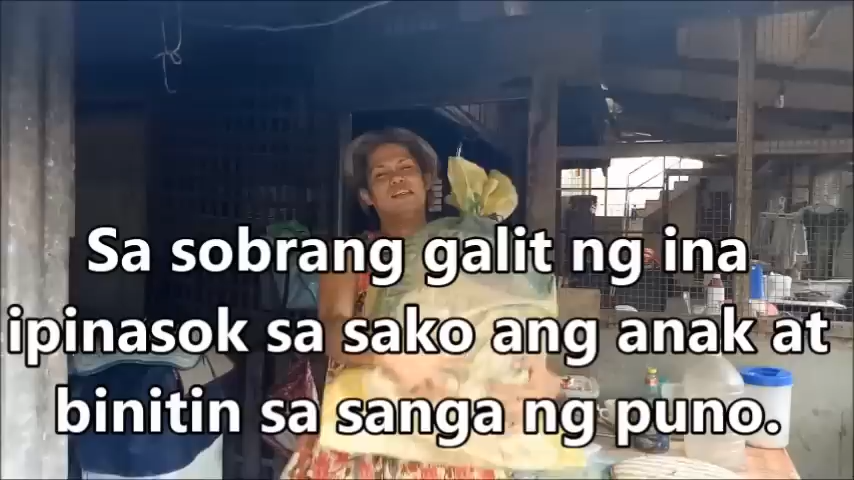 Sa sobrang galit ng ina
ipinasok sa sako ang anak at
binitin sa sanga ng puno.